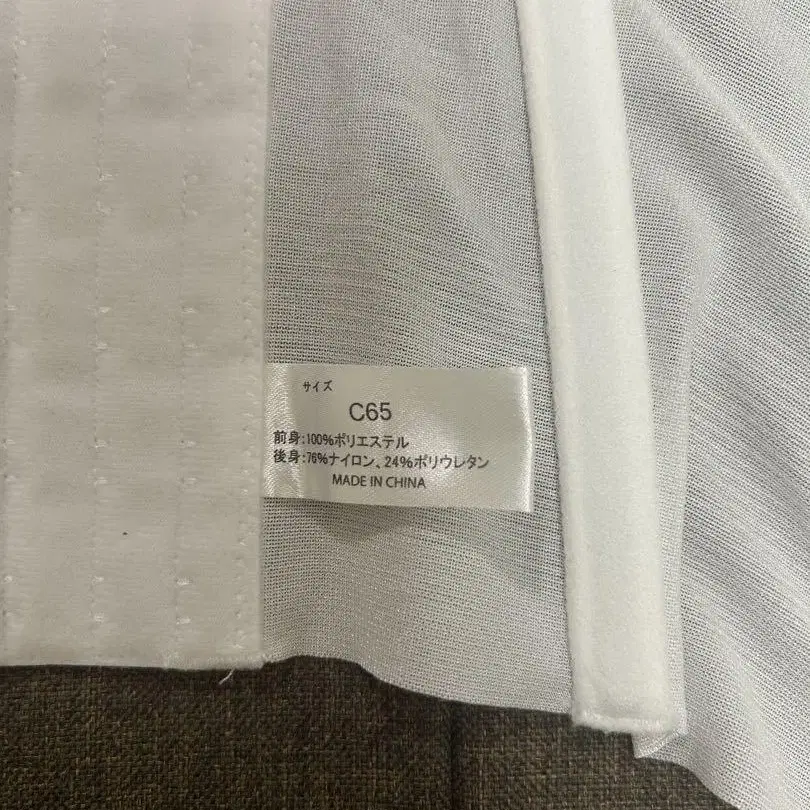 サイズ
C65
前身:100%ポリエステル
後身:76%ナイロン、24%ポリウレタン
MADE IN CHINA